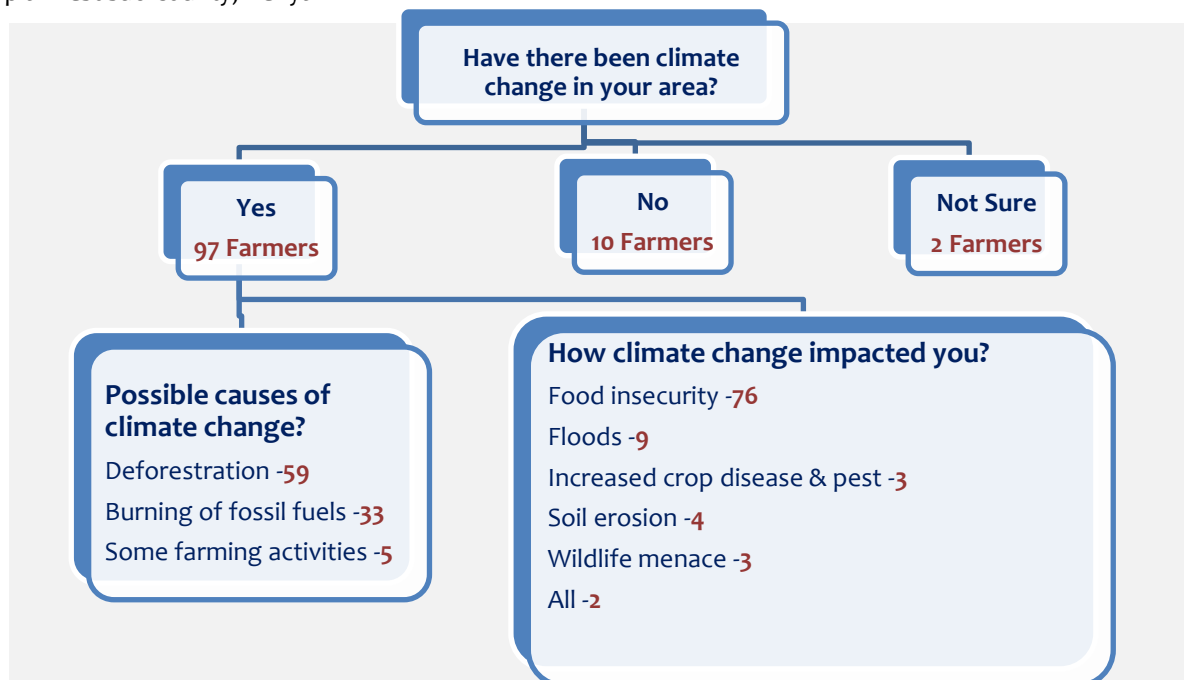 Have there been climate
change in your area?
Yes
97 Farmers
No
10 Farmers
Not Sure
2 Farmers
Possible causes of
climate change?
Deforestration -59
Burning of fossil fuels -33
Some farming activities -5
How climate change impacted you?
Food insecurity -76
Floods -9
Increased crop disease & pest -3
Soil erosion -4
Wildlife menace -3
All -2